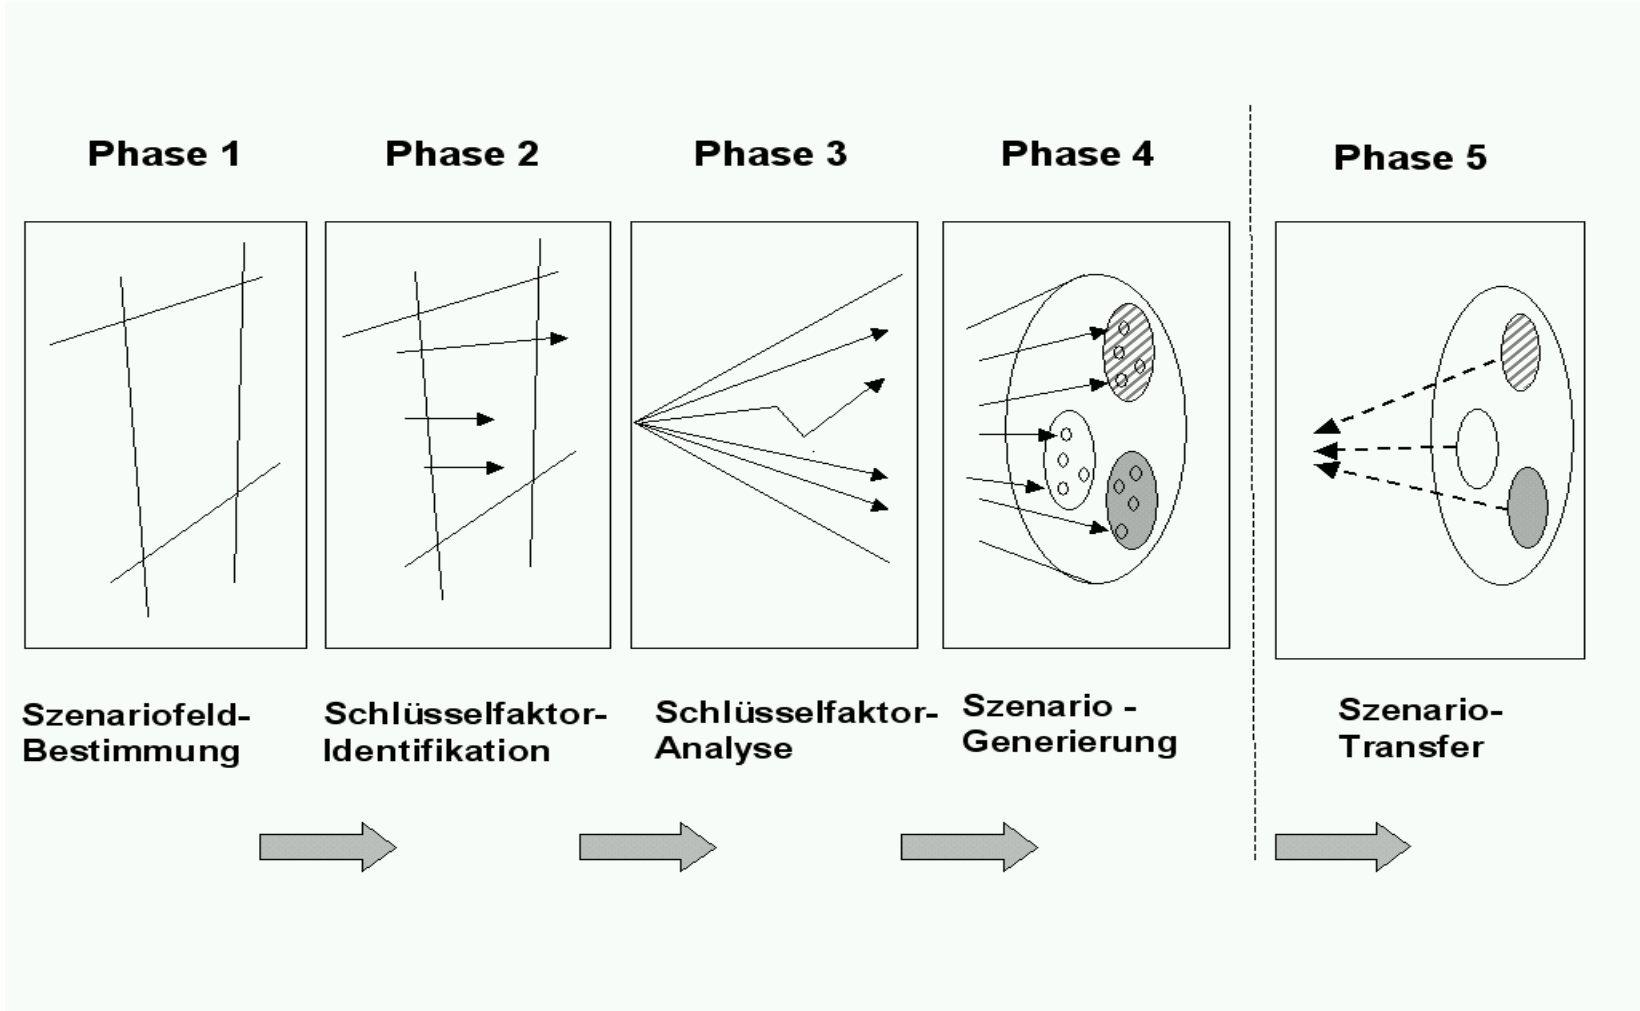 Phase 1
Phase 2
Phase 3
Phase 4
Phase 5
Szenariofeld-
Bestimmung
Schlüsselfaktor-
Identifikation
Schlüsselfaktor-
Analyse
Szenario -
Generierung
Szenario-
Transfer